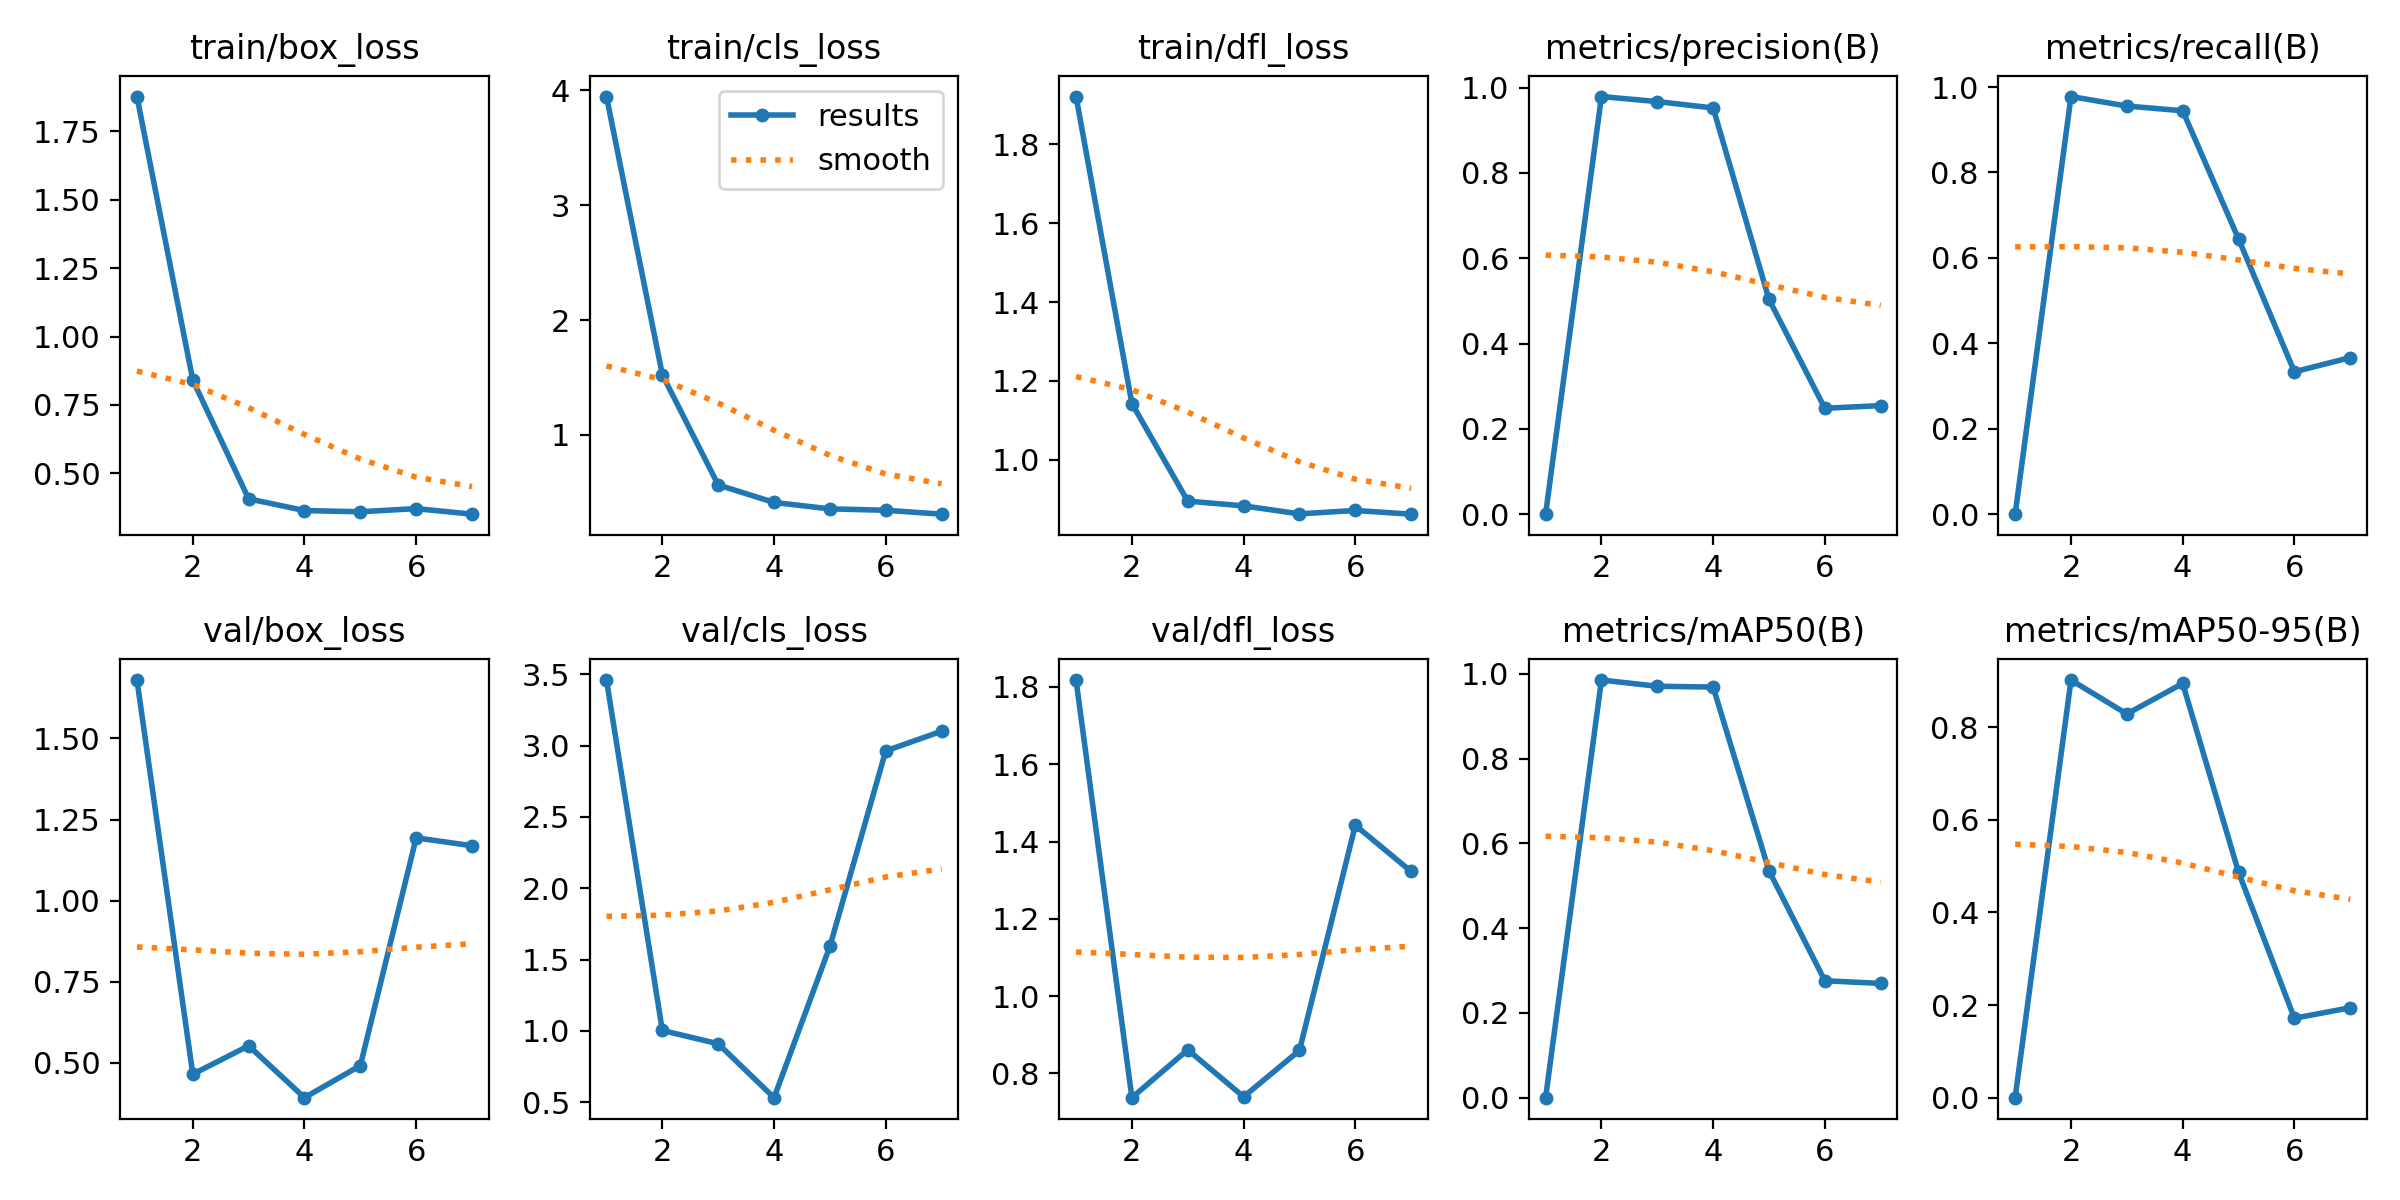 train/box_loss
1.75
1.50
1.25
1.00
0.75
0.50
2 4 6
train/cls_loss
results
smooth
4
3
2
1
2 4 6
train/dfl_loss
1.8
1.6
1.4
1.2
1.0
2 4 6
metrics/precision(B)
1.0
0.8
0.6
0.4
0.2
0.0
2 4 6
metrics/recall(B)
1.0
0.8
0.6
0.4
0.2
0.0
2 4 6
val/box_loss
1.50
1.25
1.00
0.75
0.50
2 4 6
val/cls_loss
3.5
3.0
2.5
2.0
1.5
1.0
0.5
2 4 6
val/dfl_loss
1.8
1.6
1.4
1.2
1.0
0.8
2 4 6
metrics/mAP50(B)
1.0
0.8
0.6
0.4
0.2
0.0
2 4 6
metrics/mAP50-95(B)
0.8
0.6
0.4
0.2
0.0
2 4 6